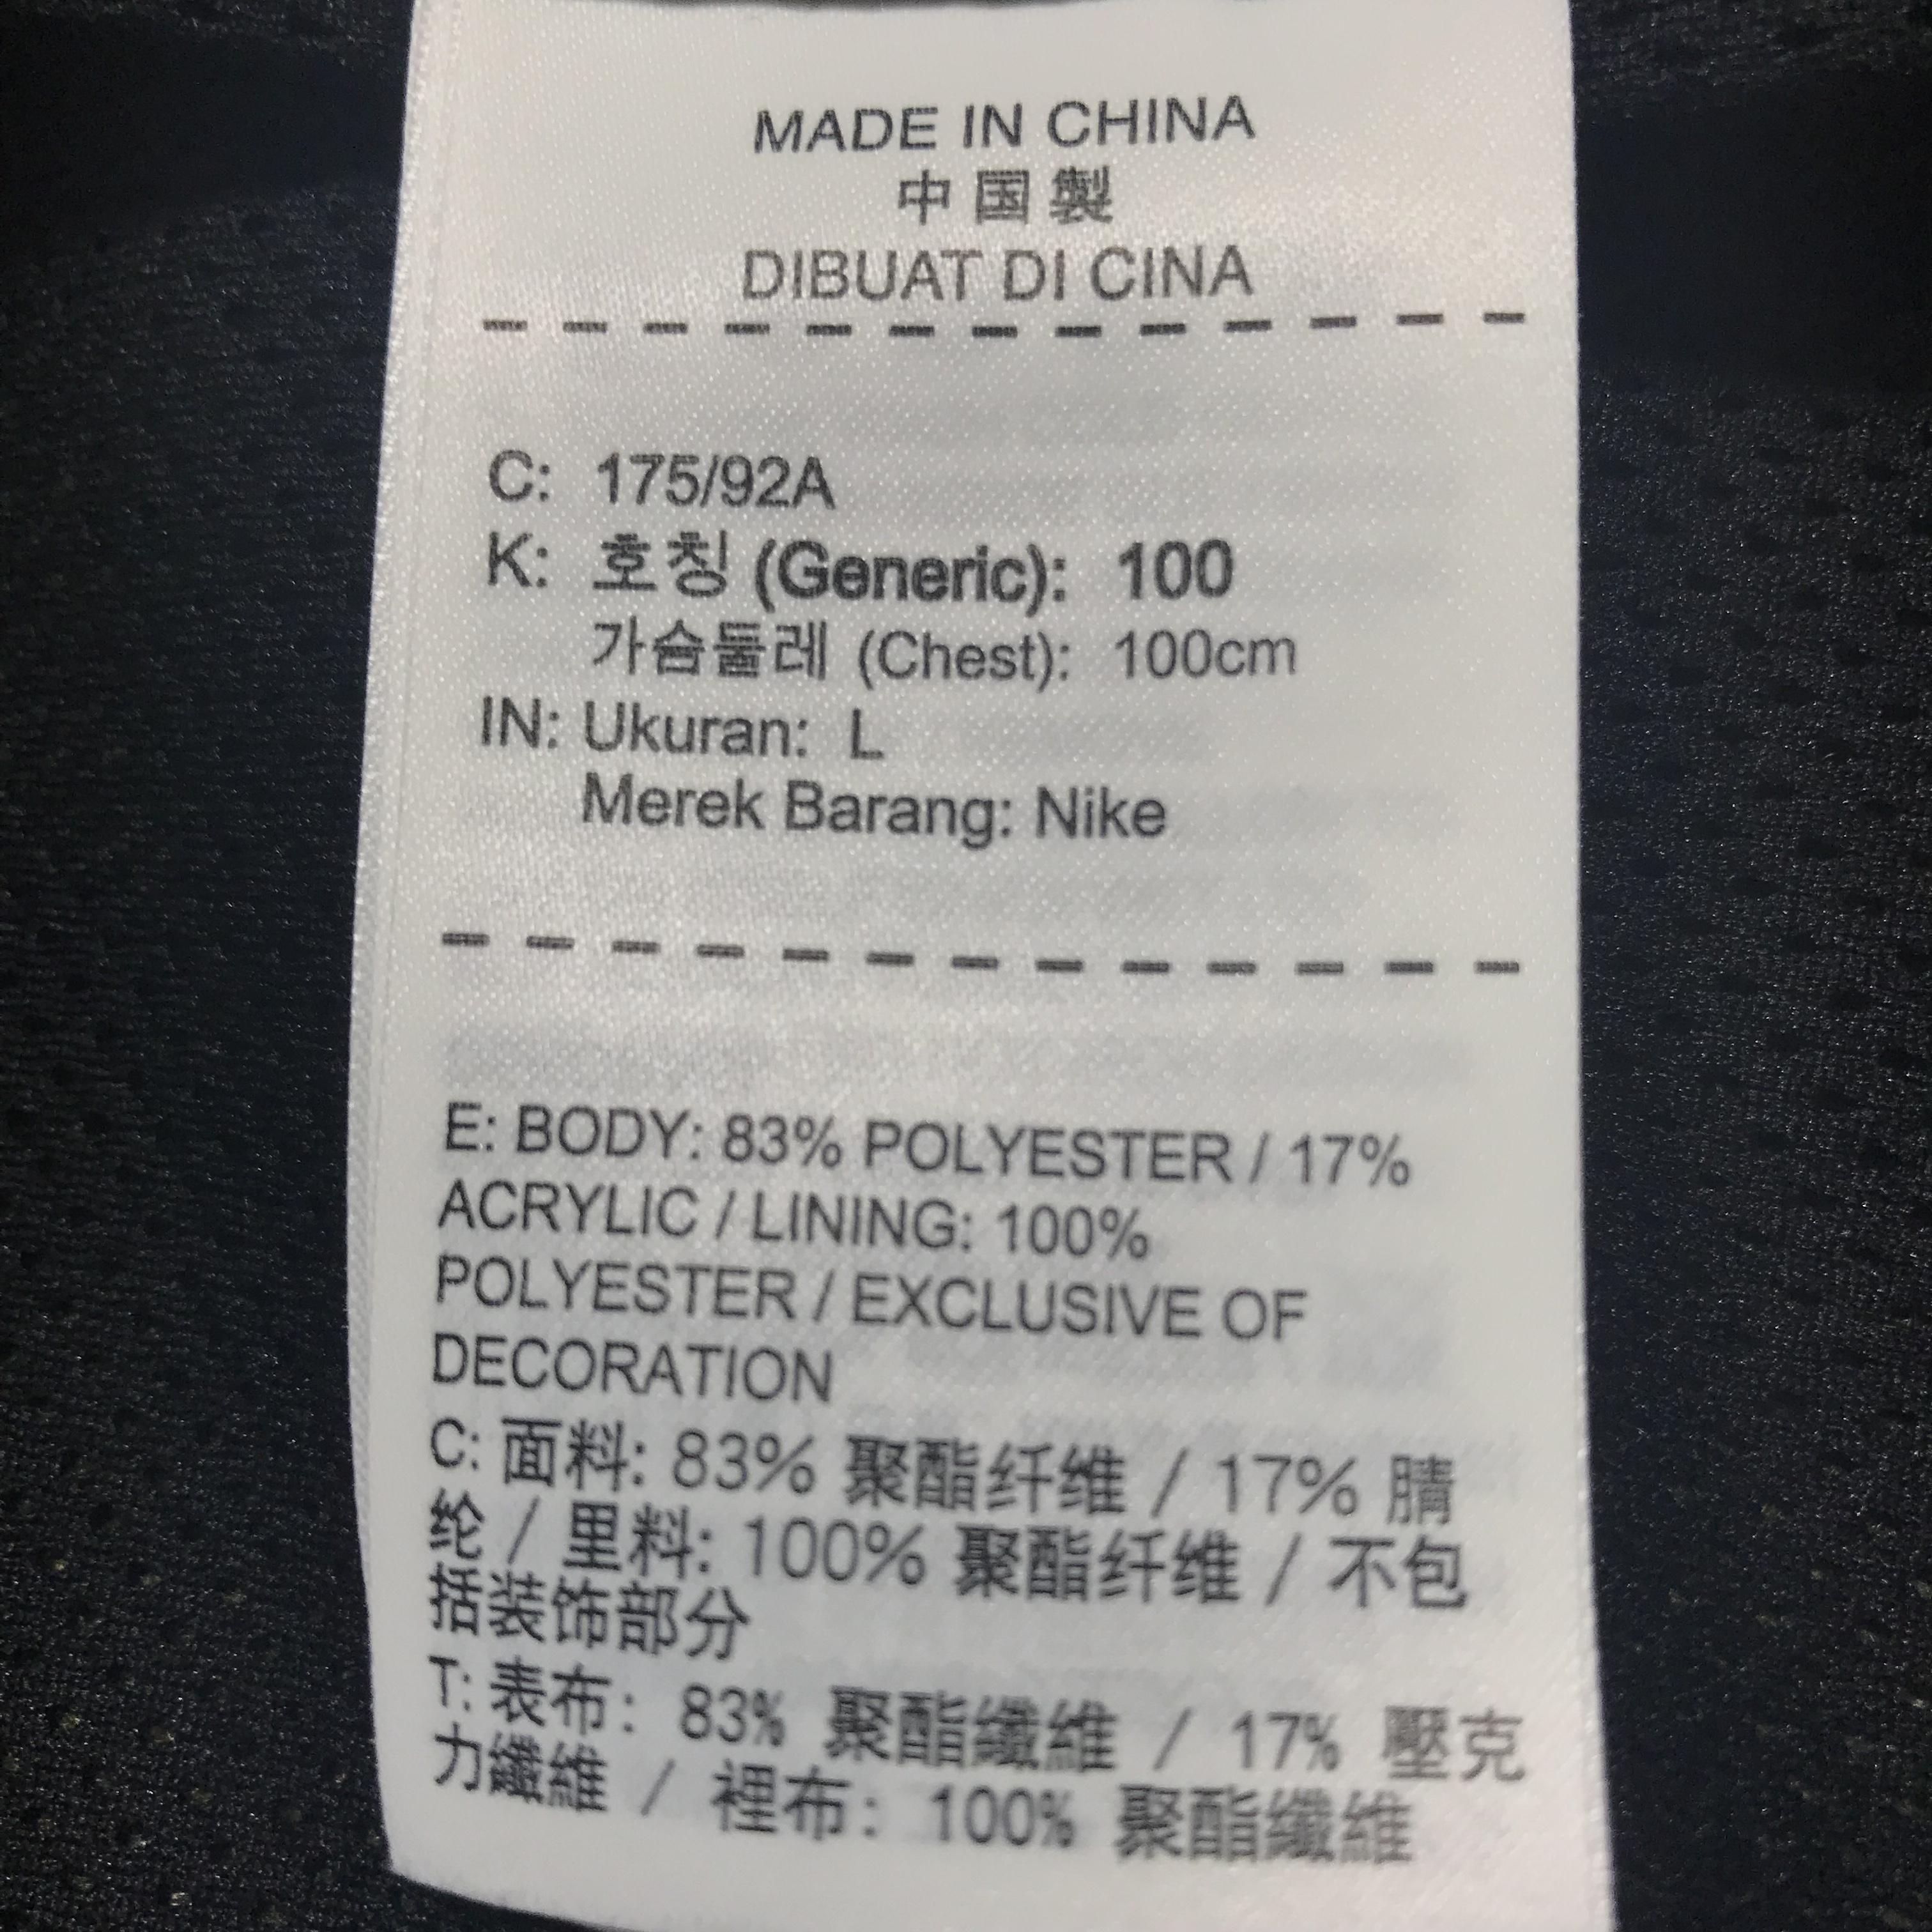 MADE IN CHINA
中国製
DIBUAT DI CINA
C: 175/92A
K: 호칭 (Generic): 100
가슴둘레 (Chest): 100cm
IN: Ukuran: L
Merek Barang: Nike
E: BODY: 83% POLYESTER / 17%
ACRYLIC / LINING: 100%
POLYESTER / EXCLUSIVE OF
DECORATION
C: 面料: 83% 聚酯纤维 / 17% 腈
纶 / 里料: 100% 聚酯纤维 / 不包
括装饰部分
T: 表布: 83% 聚酯纖維 / 17% 壓克
力纖維 / 裡布: 100% 聚酯纖維